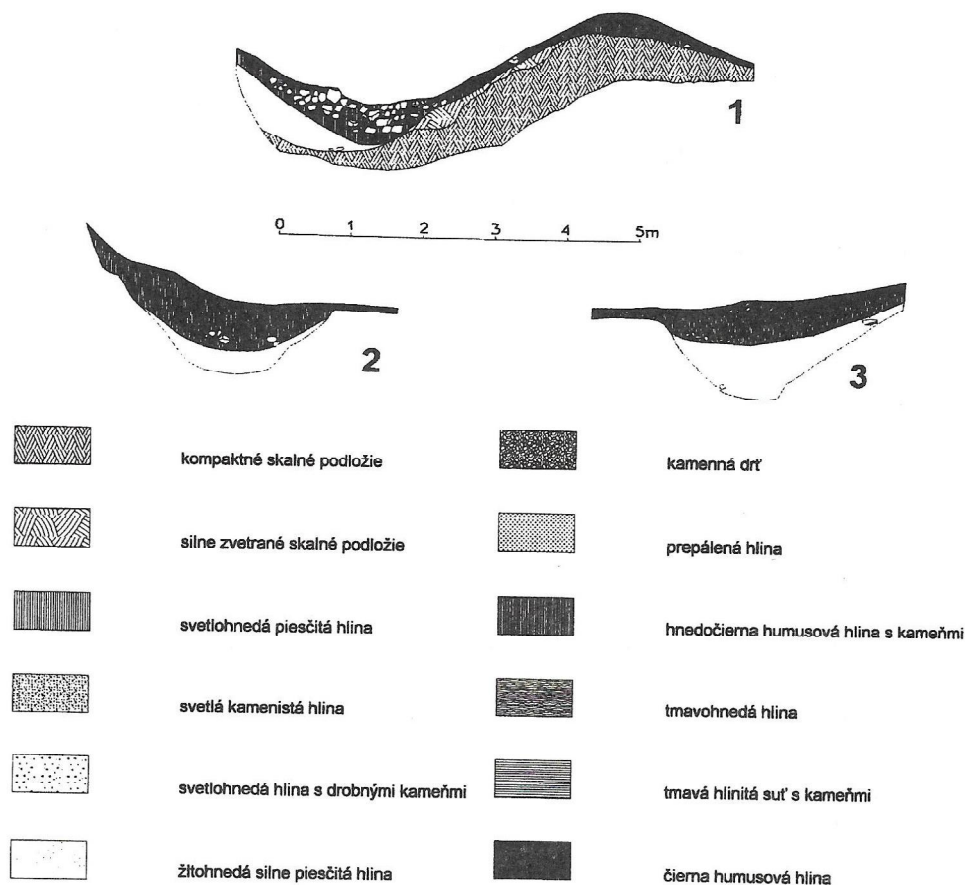 1
0 1 2 3 4 5m
2
3
kompaktné skalné podložie
silne zvetrané skalné podložie
svetlohnedá piesčitá hlina
svetlá kamenistá hlina
svetlohnedá hlina s drobnými kameňmi
žltohnedá silne piesčitá hlina
kamenná drť
prepálená hlina
hnedočierna humusová hlina s kameňmi
tmavohnedá hlina
tmavá hlinitá suť s kameňmi
čierna humusová hlina